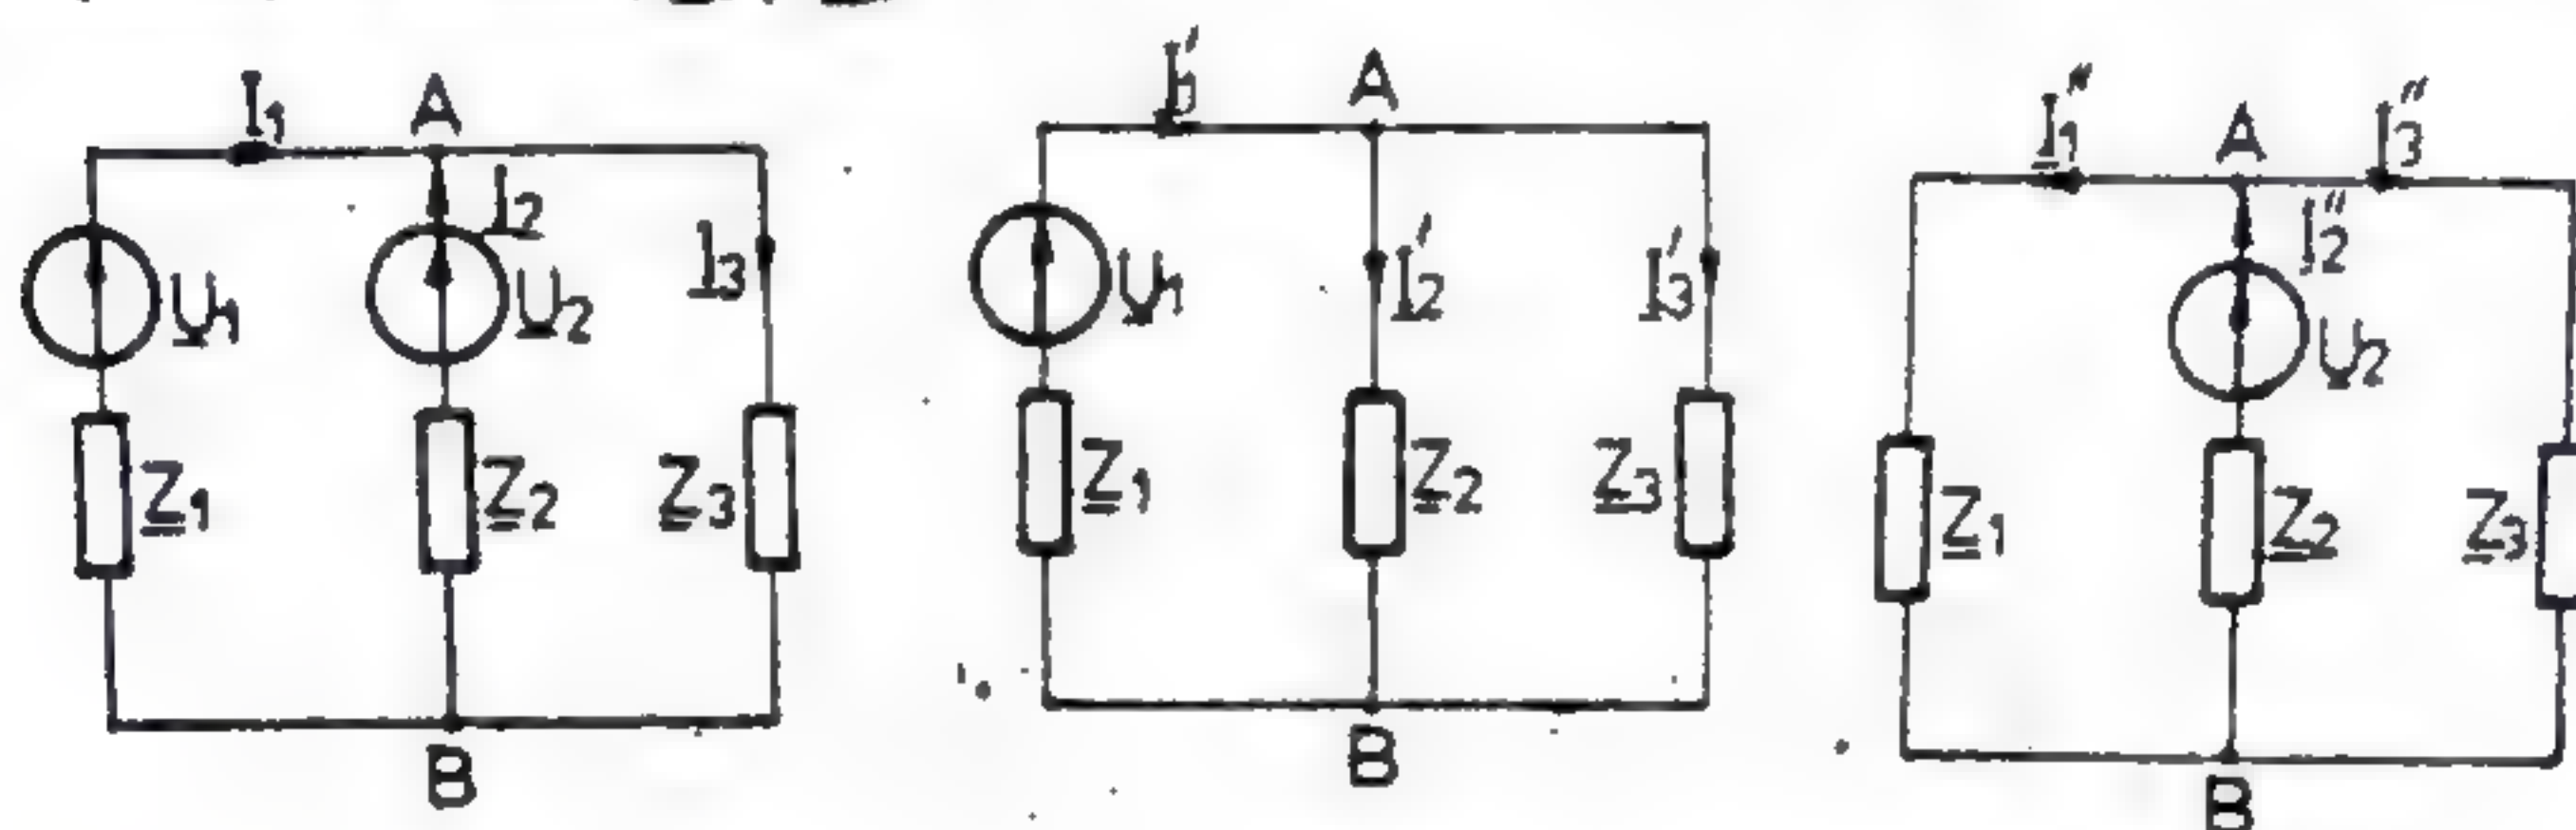 I1 A
I2
U1 U2 I3
Z1 Z2 Z3
B
I1' A
U1 I2' I3'
Z1 Z2 Z3
B
I1" A I3"
I2"
U2
Z1 Z2 Z3
B